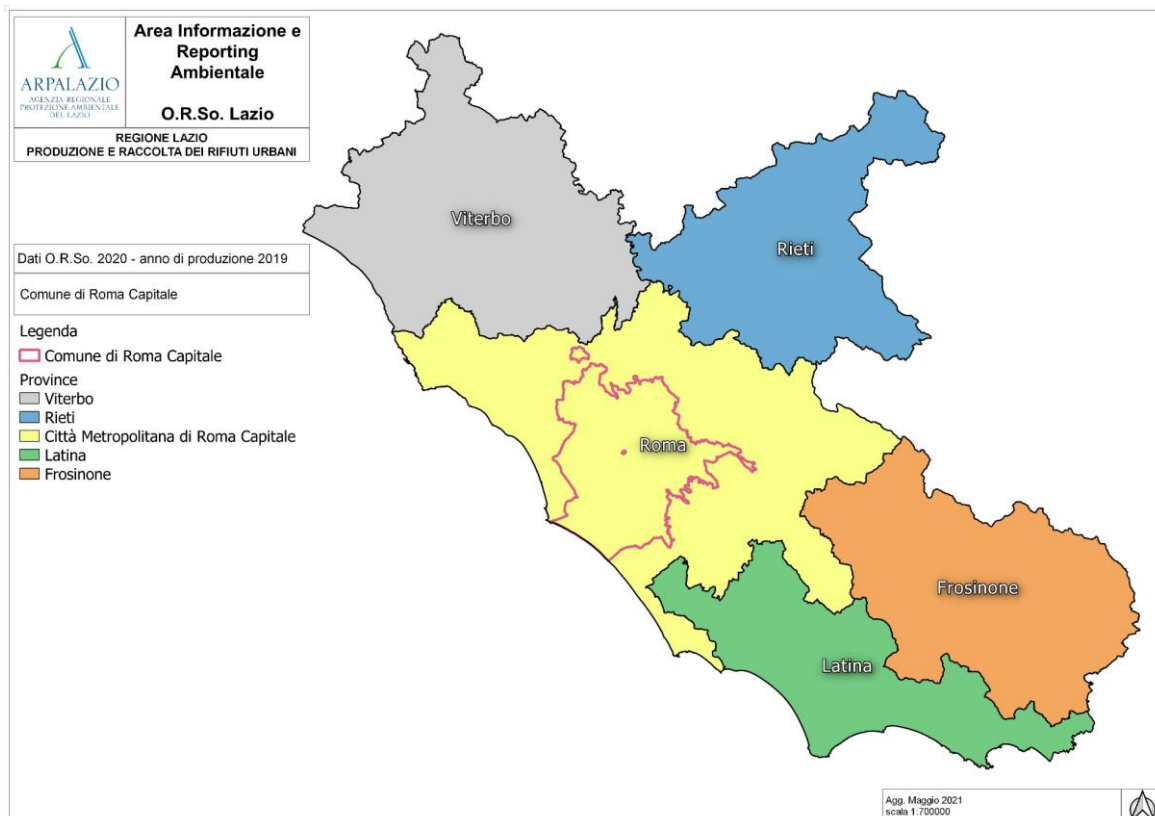 ARPALAZIO
AGENZIA REGIONALE
PROTEZIONE AMBIENTALE
DEL LAZIO
Area Informazione e
Reporting
Ambientale
O.R.So. Lazio
REGIONE LAZIO
PRODUZIONE E RACCOLTA DEI RIFIUTI URBANI
Dati O.R.So. 2020 - anno di produzione 2019
Comune di Roma Capitale
Legenda
Comune di Roma Capitale
Province
Viterbo
Rieti
Città Metropolitana di Roma Capitale
Latina
Frosinone
Viterbo
Rieti
Roma
Frosinone
Latina
Agg. Maggio 2021
scala 1:700000